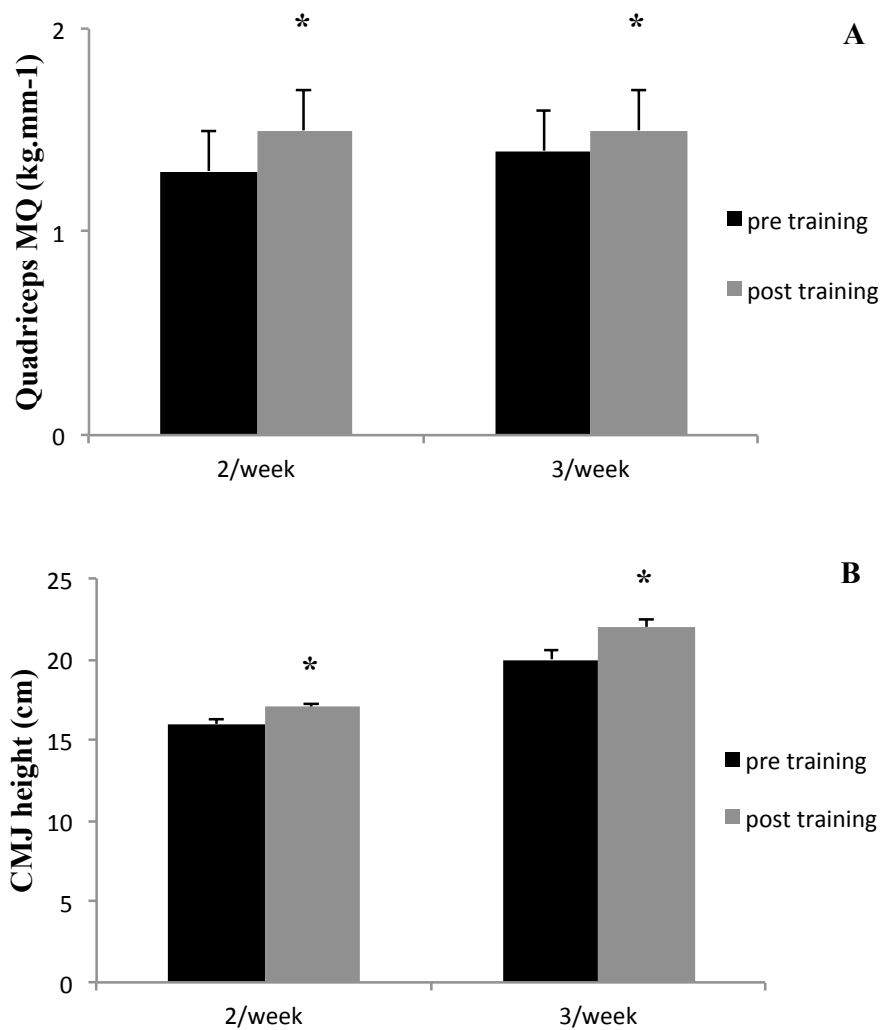 2
*
*
A
Quadriceps MQ (kg.mm-1)
1
pre training
post training
0
2/week
3/week
25
*
B
20
*
CMJ height (cm)
15
pre training
10
post training
5
0
2/week
3/week